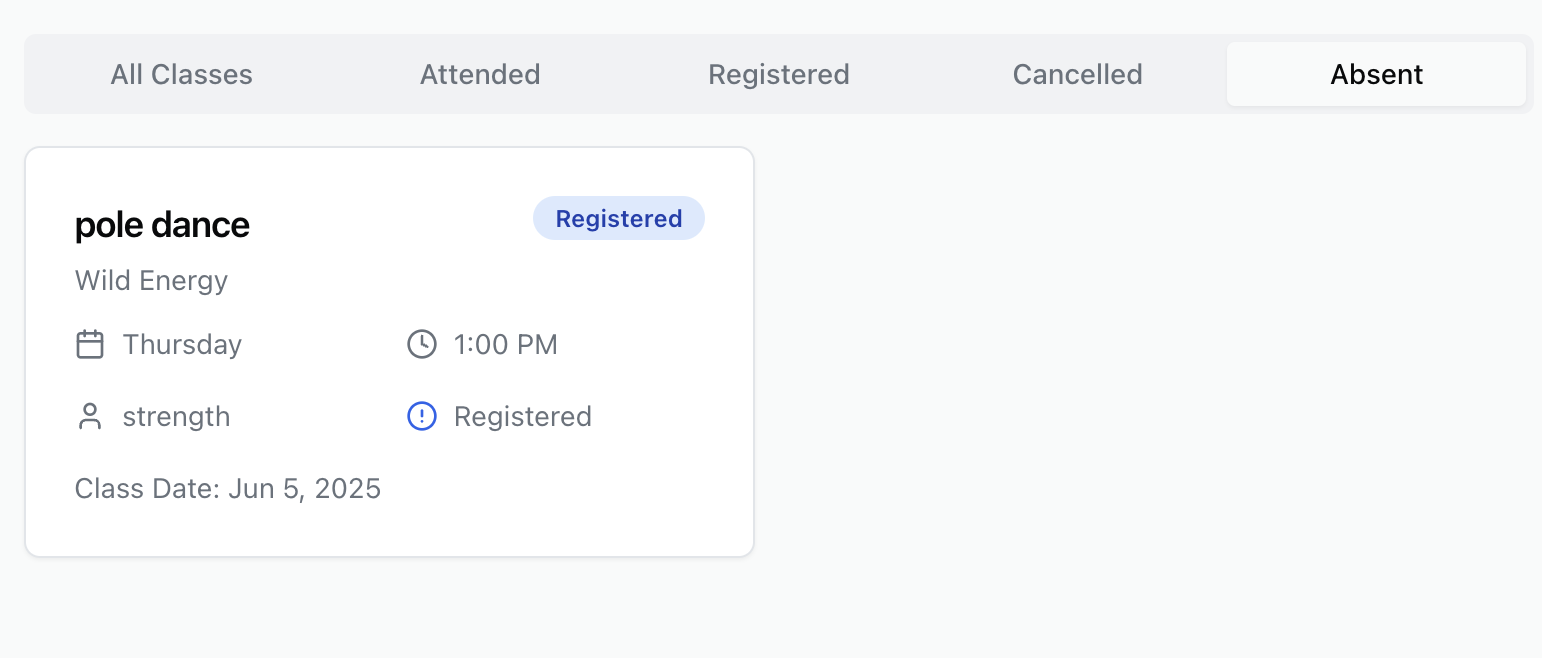 All Classes Attended Registered Cancelled Absent
pole dance Registered
Wild Energy
Thursday 1:00 PM
strength Registered
Class Date: Jun 5, 2025